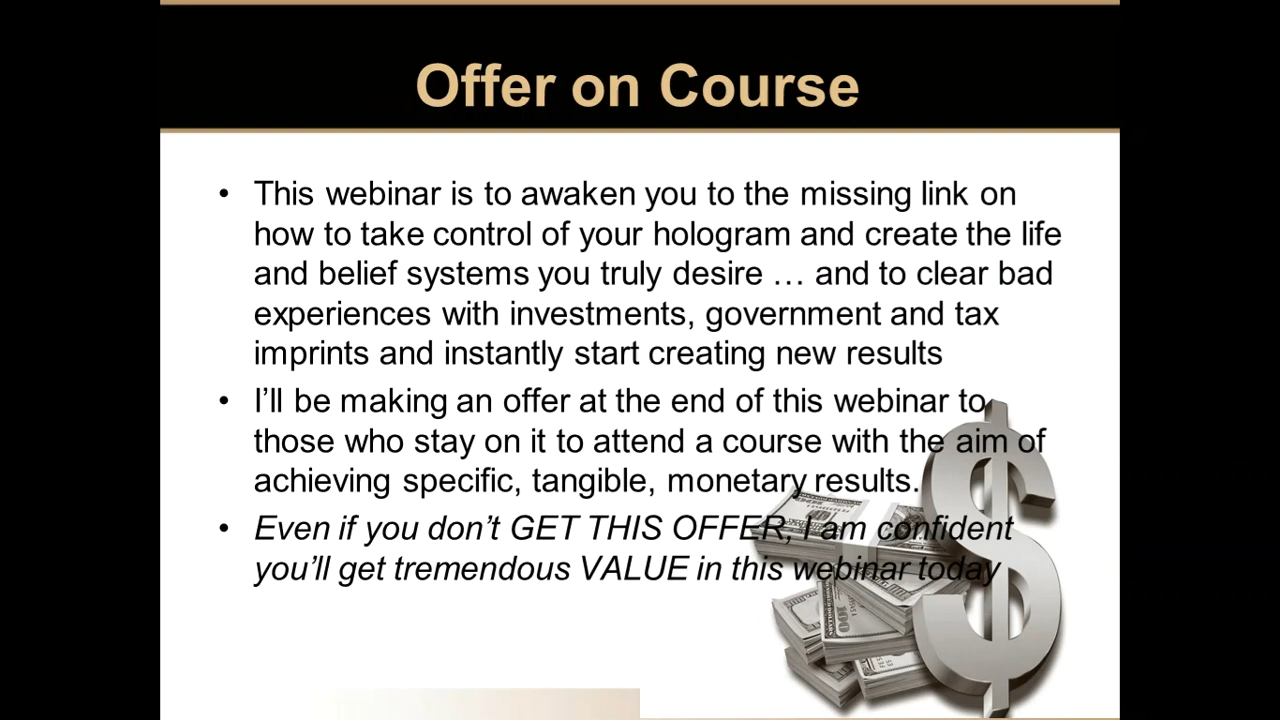 Offer on Course
• This webinar is to awaken you to the missing link on
how to take control of your hologram and create the life
and belief systems you truly desire … and to clear bad
experiences with investments, government and tax
imprints and instantly start creating new results
• I’ll be making an offer at the end of this webinar to
those who stay on it to attend a course with the aim of
achieving specific, tangible, monetary results.
• Even if you don’t GET THIS OFFER, I am confident
you’ll get tremendous VALUE in this webinar today